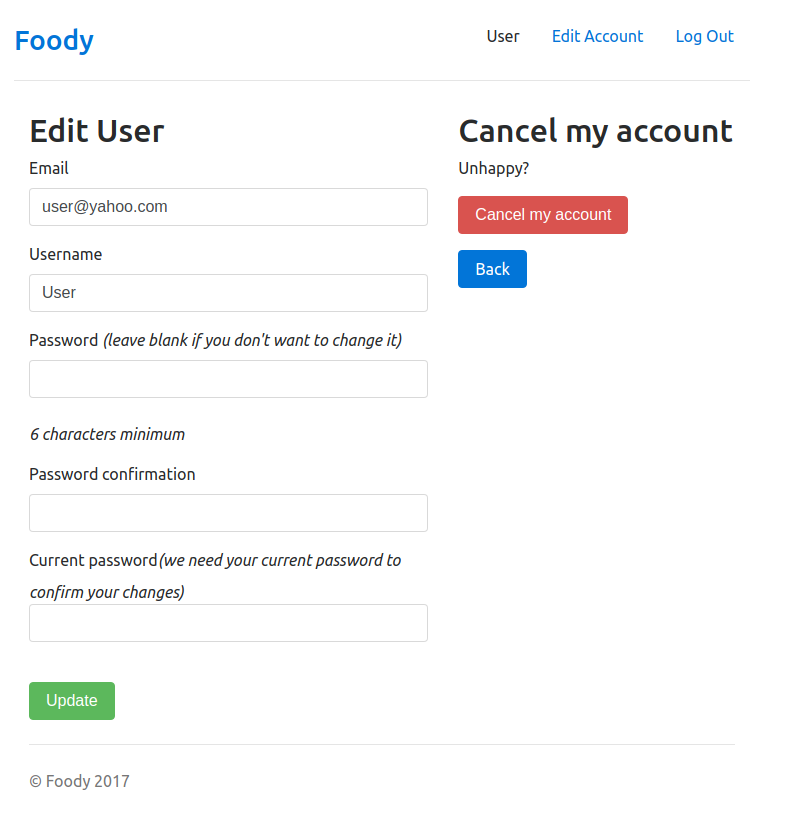 Foody
User Edit Account Log Out
Edit User
Email
user@yahoo.com
Username
User
Password (leave blank if you don't want to change it)
6 characters minimum
Password confirmation
Current password(we need your current password to
confirm your changes)
Update
Cancel my account
Unhappy?
Cancel my account
Back
© Foody 2017